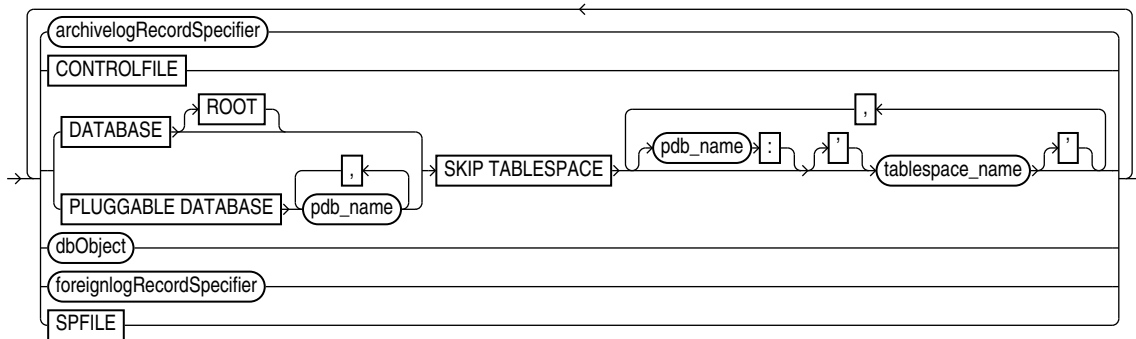 archivelogRecordSpecifier
CONTROLFILE
ROOT
,
DATABASE
pdb_name
:
'
tablespace_name
'
,
SKIP TABLESPACE
PLUGGABLE DATABASE
pdb_name
dbObject
foreignlogRecordSpecifier
SPFILE